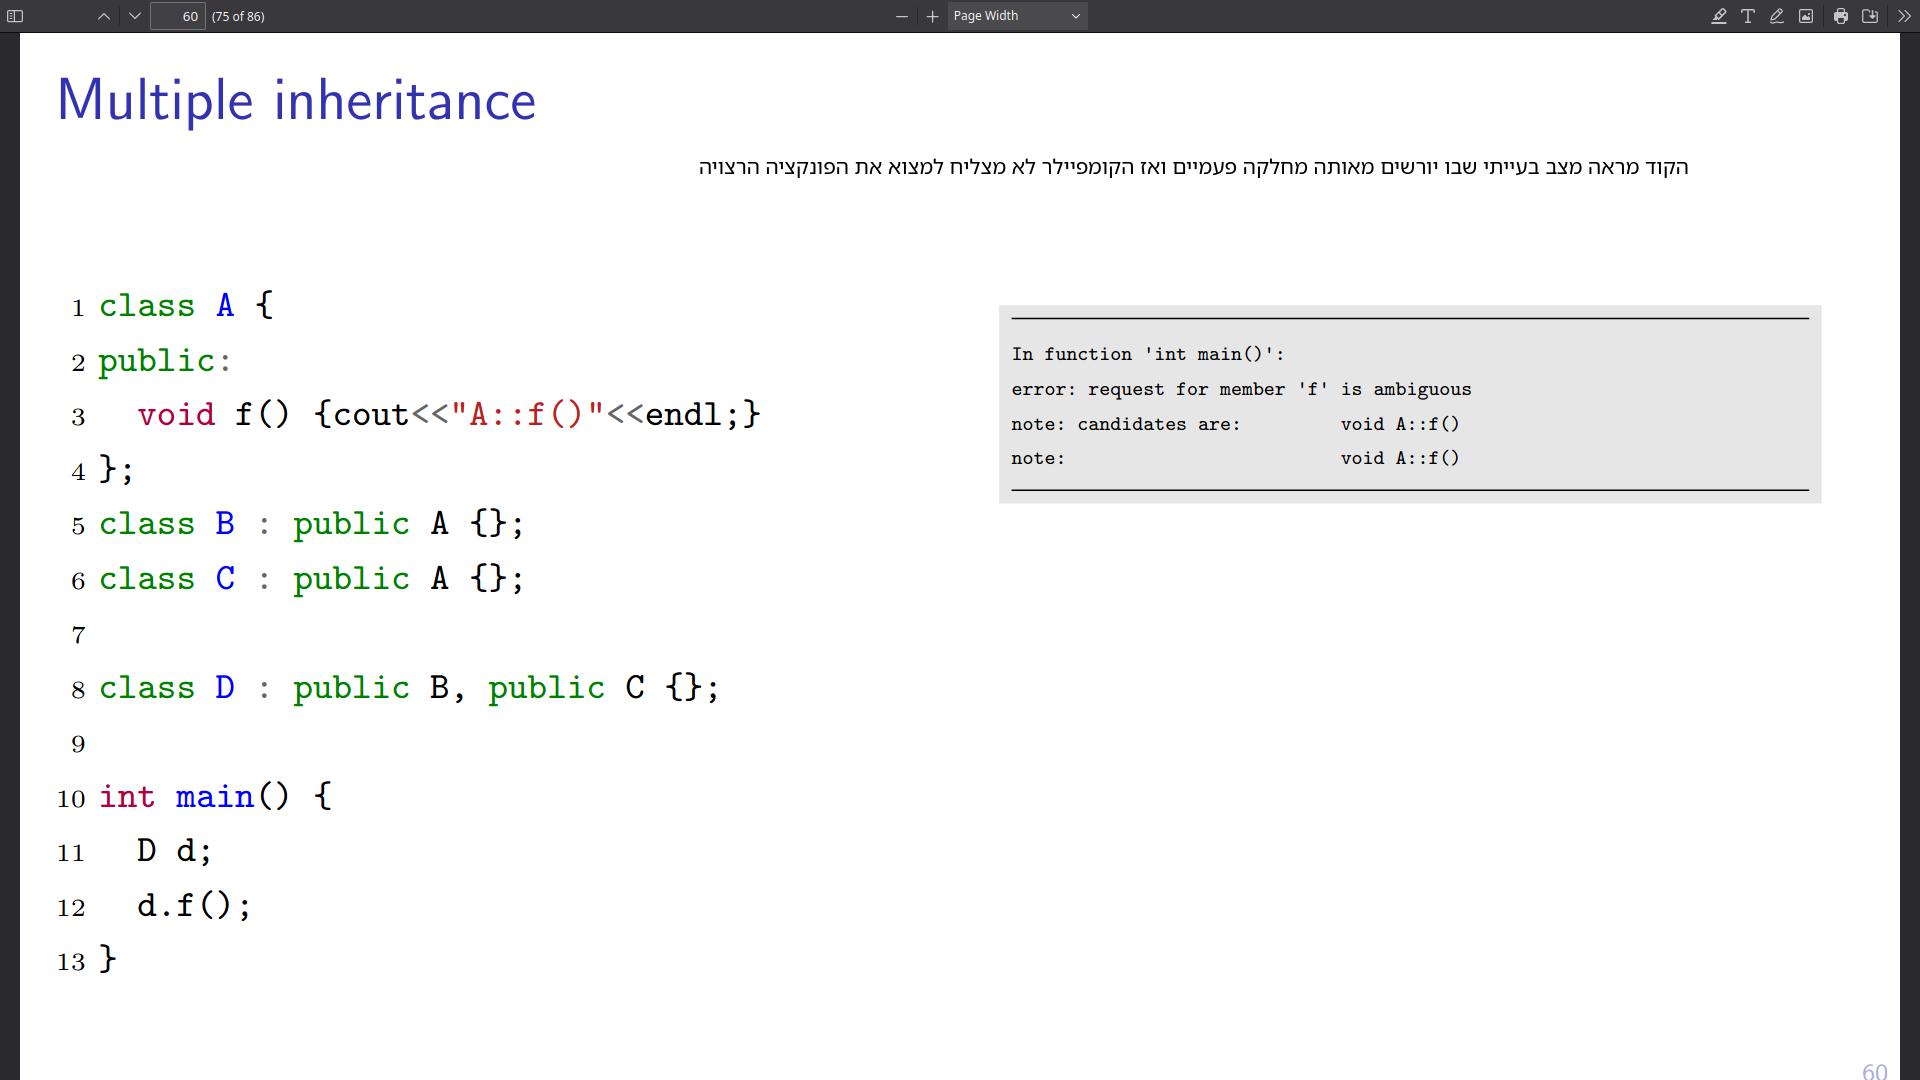 60 (75 of 86) Page Width
Multiple inheritance
הקוד מראה מצב בעייתי שבו יורשים מאותה מחלקה פעמיים ואז הקומפיילר לא מצליח למצוא את הפונקציה הרצויה
1 class A {
2 public:
3   void f() {cout<<"A::f()"<<endl;}
4 };
5 class B : public A {};
6 class C : public A {};
7
8 class D : public B, public C {};
9
10 int main() {
11   D d;
12   d.f();
13 }
In function 'int main()':
error: request for member 'f' is ambiguous
note: candidates are:         void A::f()
note:                         void A::f()
60